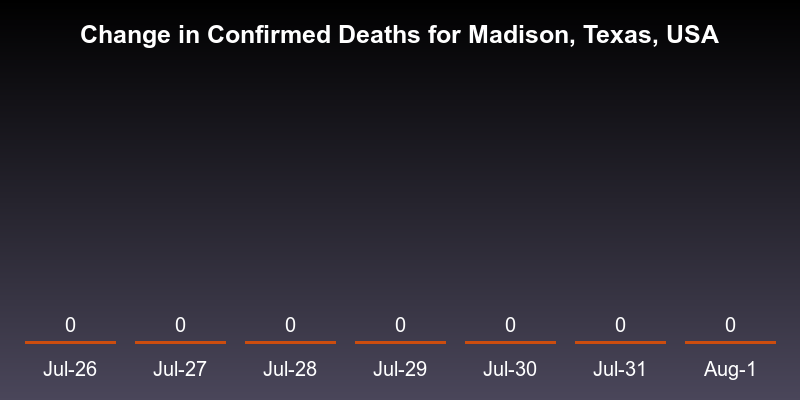 Change in Confirmed Deaths for Madison, Texas, USA
0 0 0 0 0 0 0
Jul-26 Jul-27 Jul-28 Jul-29 Jul-30 Jul-31 Aug-1